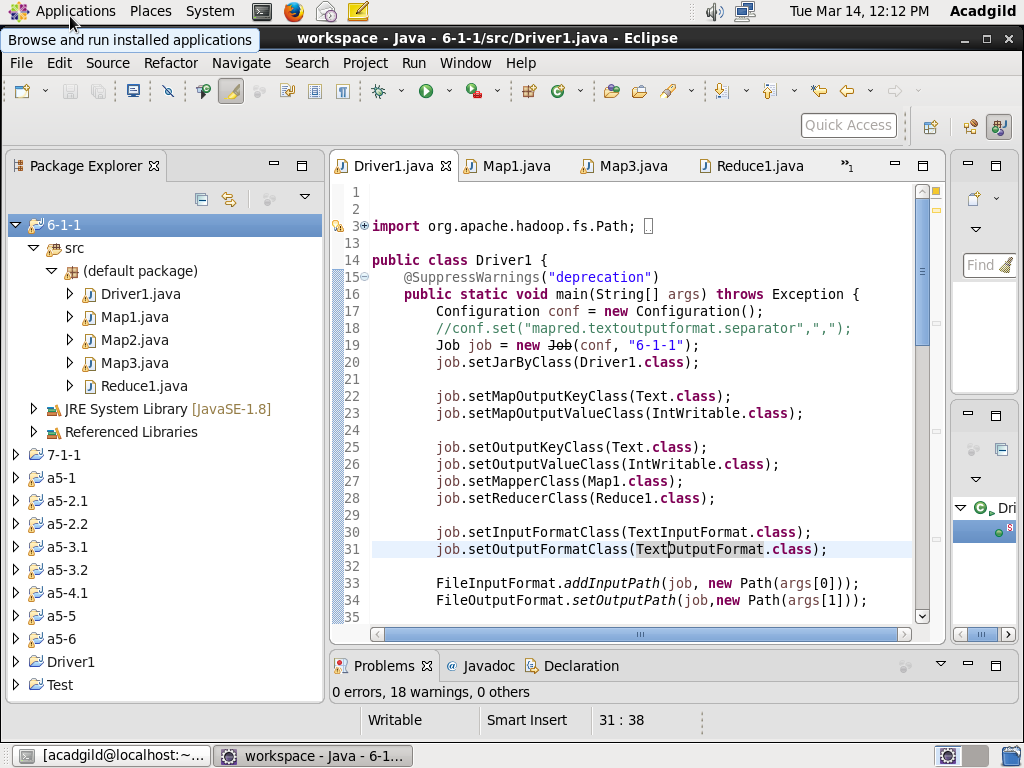 Applications Places System Tue Mar 14, 12:12 PM Acadgild
Browse and run installed applications
workspace - Java - 6-1-1/src/Driver1.java - Eclipse
File Edit Source Refactor Navigate Search Project Run Window Help
Quick Access
Package Explorer
6-1-1
src
(default package)
Driver1.java
Map1.java
Map2.java
Map3.java
Reduce1.java
JRE System Library [JavaSE-1.8]
Referenced Libraries
7-1-1
a5-1
a5-2.1
a5-2.2
a5-3.1
a5-3.2
a5-4.1
a5-5
a5-6
Driver1
Test
Driver1.java Map1.java Map3.java Reduce1.java »1
1
2
3 import org.apache.hadoop.fs.Path;
13
14 public class Driver1 {
15 @SuppressWarnings("deprecation")
16 public static void main(String[] args) throws Exception {
17 Configuration conf = new Configuration();
18 //conf.set("mapred.textoutputformat.separator",",");
19 Job job = new Job(conf, "6-1-1");
20 job.setJarByClass(Driver1.class);
21
22 job.setMapOutputKeyClass(Text.class);
23 job.setMapOutputValueClass(IntWritable.class);
24
25 job.setOutputKeyClass(Text.class);
26 job.setOutputValueClass(IntWritable.class);
27 job.setMapperClass(Map1.class);
28 job.setReducerClass(Reduce1.class);
29
30 job.setInputFormatClass(TextInputFormat.class);
31 job.setOutputFormatClass(TextOutputFormat.class);
32
33 FileInputFormat.addInputPath(job, new Path(args[0]));
34 FileOutputFormat.setOutputPath(job,new Path(args[1]));
35
Find
Dri
S
Problems Javadoc Declaration
0 errors, 18 warnings, 0 others
Writable Smart Insert 31 : 38
[acadgild@localhost:~... workspace - Java - 6-1...